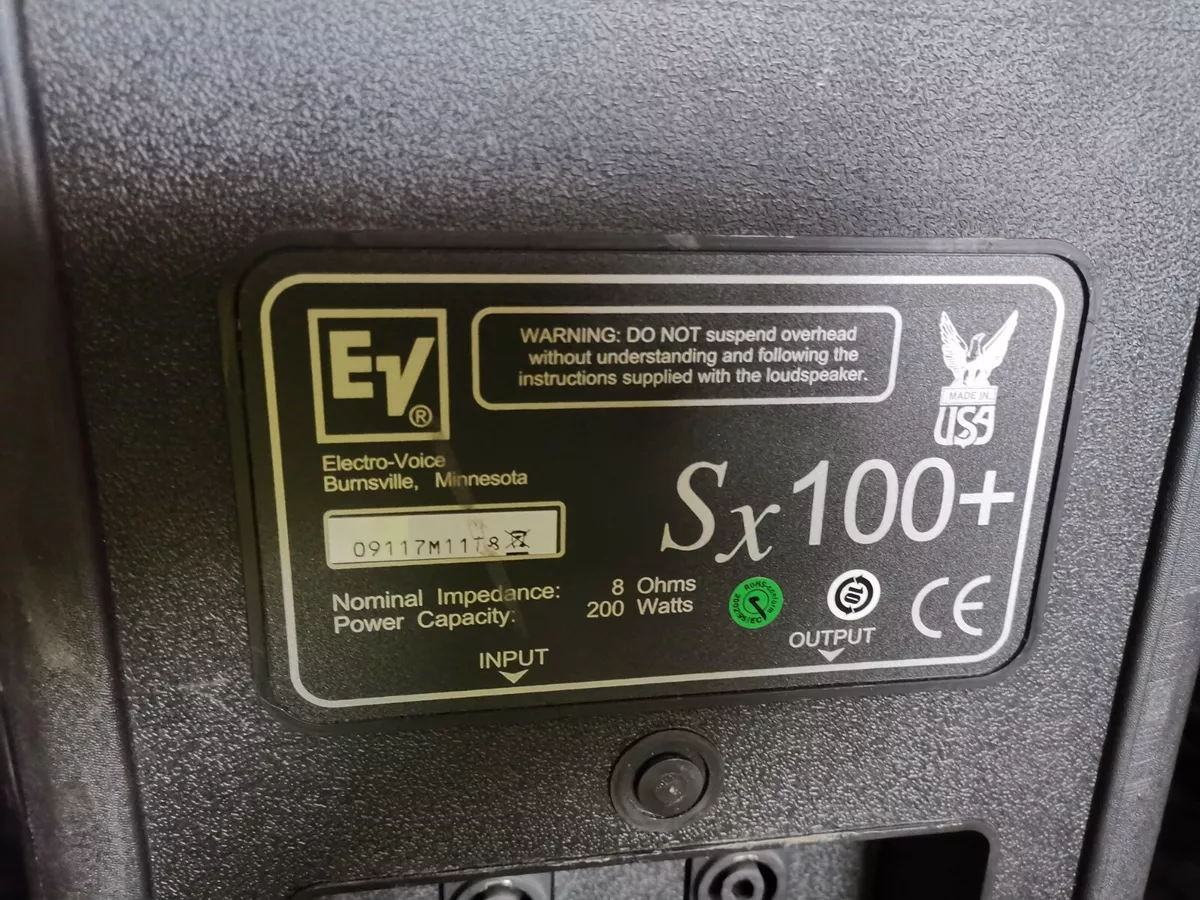 EV®
WARNING: DO NOT suspend overhead
without understanding and following the
instructions supplied with the loudspeaker.
MADE IN
USA
Electro-Voice
Burnsville, Minnesota
Sx100+
09117M11T8
Nominal Impedance: 8 Ohms
Power Capacity: 200 Watts
10
CE
INPUT
OUTPUT